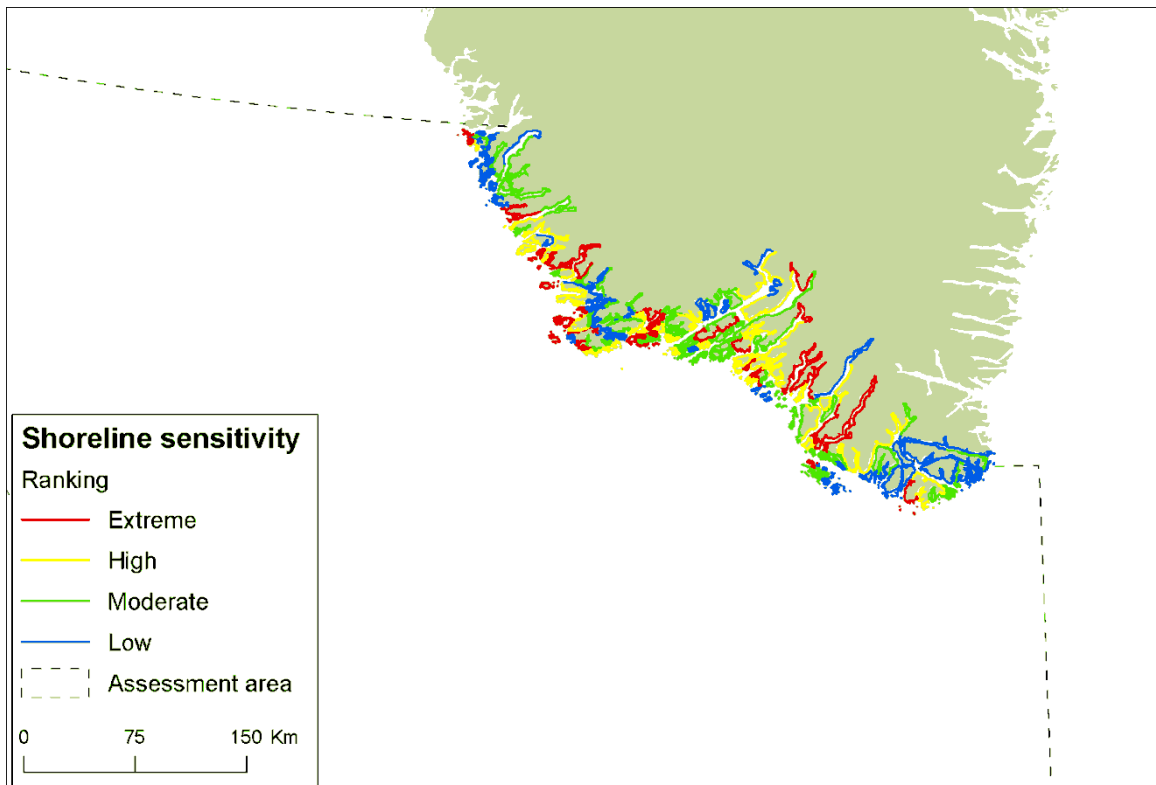 Shoreline sensitivity
Ranking
Extreme
High
Moderate
Low
Assessment area
0 75 150 Km